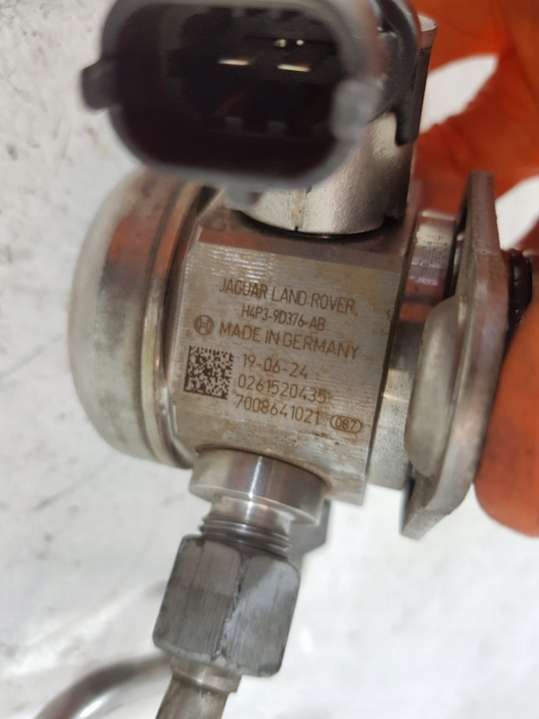 JAGUAR LAND ROVER
H4P3-9D376-AB
MADE IN GERMANY
19-06-24
0261520435
7008641021 087